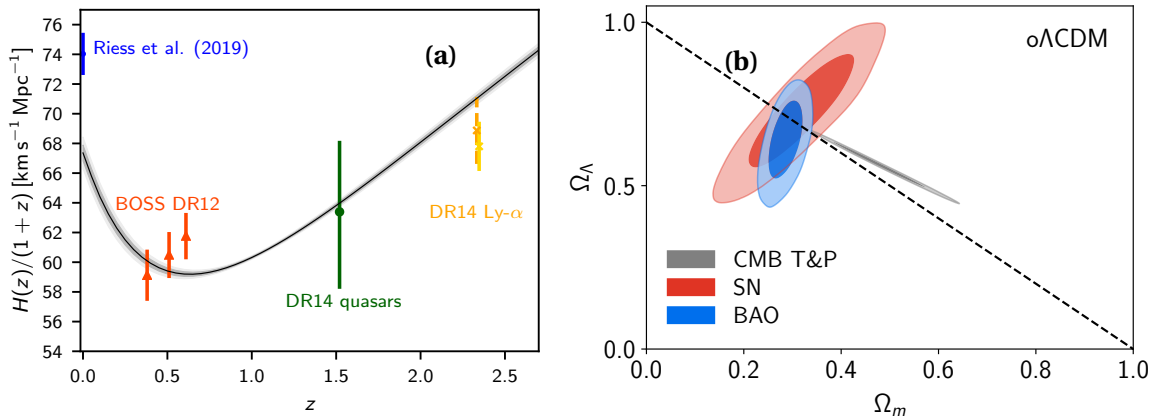 76
74
72
70
68
66
64
62
60
58
56
54
H(z)/(1 + z) [km s⁻¹ Mpc⁻¹]
Riess et al. (2019)
(a)
BOSS DR12
DR14 quasars
DR14 Ly-α
0.0
0.5
1.0
1.5
2.0
2.5
z
1.0
0.5
0.0
Ω_Λ
(b)
oΛCDM
CMB T&P
SN
BAO
0.0
0.2
0.4
0.6
0.8
1.0
Ω_m